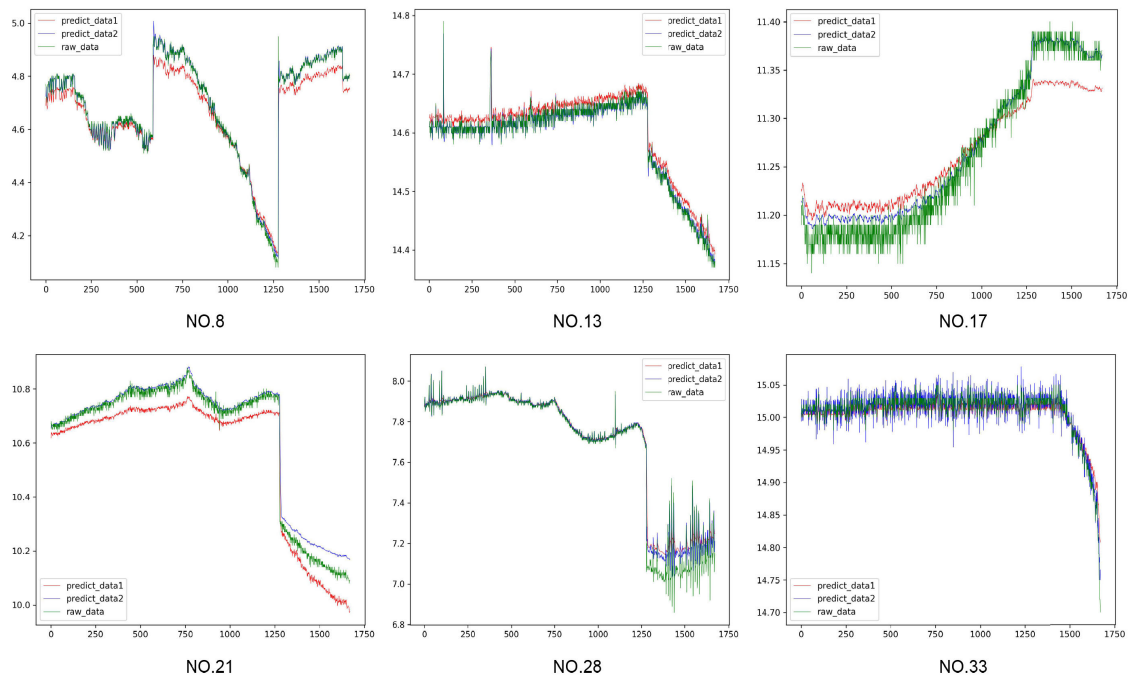 predict_data1
predict_data2
raw_data
5.0
4.8
4.6
4.4
4.2
0 250 500 750 1000 1250 1500 1750
NO.8
14.8
14.7
14.6
14.5
14.4
predict_data1
predict_data2
raw_data
0 250 500 750 1000 1250 1500 1750
NO.13
11.40
11.35
11.30
11.25
11.20
11.15
predict_data1
predict_data2
raw_data
0 250 500 750 1000 1250 1500 1750
NO.17
10.8
10.6
10.4
10.2
10.0
predict_data1
predict_data2
raw_data
0 250 500 750 1000 1250 1500 1750
NO.21
8.0
7.8
7.6
7.4
7.2
7.0
6.8
predict_data1
predict_data2
raw_data
0 250 500 750 1000 1250 1500 1750
NO.28
15.05
15.00
14.95
14.90
14.85
14.80
14.75
14.70
predict_data1
predict_data2
raw_data
0 250 500 750 1000 1250 1500 1750
NO.33